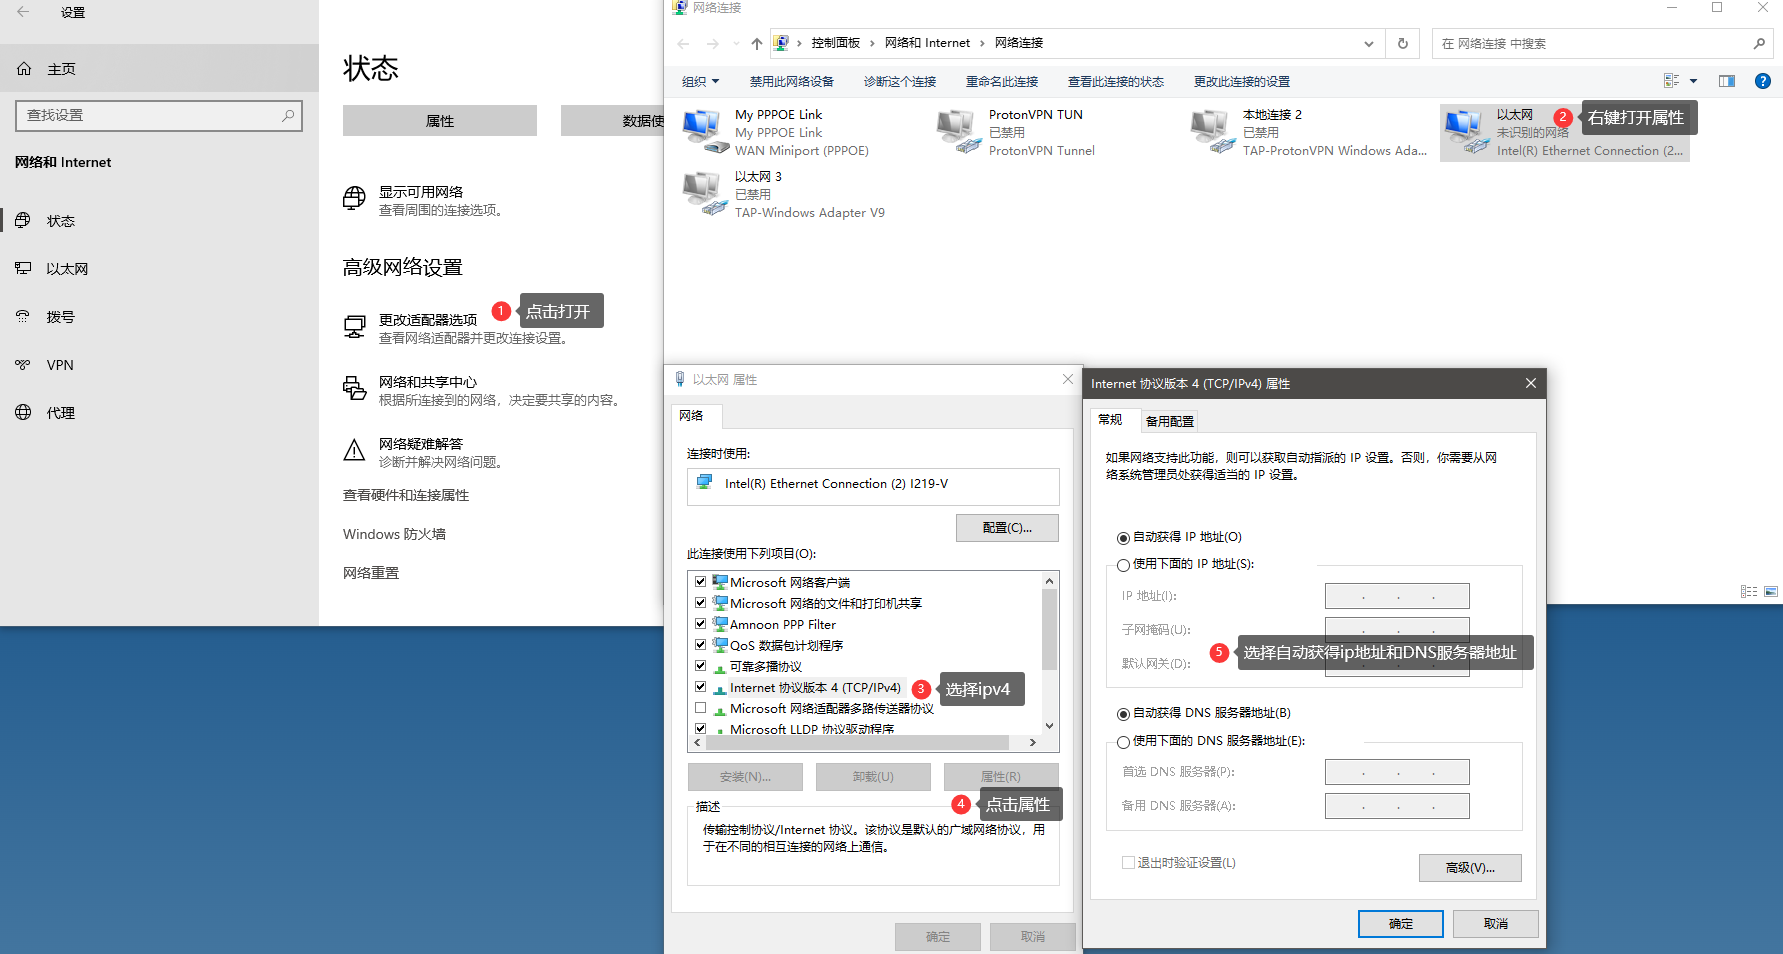 设置
主页
查找设置
网络和 Internet
状态
以太网
拨号
VPN
代理
状态
属性
数据使
显示可用网络
查看周围的连接选项。
高级网络设置
更改适配器选项
查看网络适配器并更改连接设置。
1
点击打开
网络和共享中心
根据所连接到的网络，决定要共享的内容。
网络疑难解答
诊断并解决网络问题。
查看硬件和连接属性
Windows 防火墙
网络重置
网络连接
控制面板 › 网络和 Internet › 网络连接
在 网络连接 中搜索
组织 禁用此网络设备 诊断这个连接 重命名此连接 查看此连接的状态 更改此连接的设置
My PPPOE Link
My PPPOE Link
WAN Miniport (PPPOE)
ProtonVPN TUN
已禁用
ProtonVPN Tunnel
本地连接 2
已禁用
TAP-ProtonVPN Windows Ada...
以太网
未识别的网络
Intel(R) Ethernet Connection (2...
2
右键打开属性
以太网 3
已禁用
TAP-Windows Adapter V9
以太网 属性
网络
连接时使用:
Intel(R) Ethernet Connection (2) I219-V
配置(C)...
此连接使用下列项目(O):
Microsoft 网络客户端
Microsoft 网络的文件和打印机共享
Amnoon PPP Filter
QoS 数据包计划程序
可靠多播协议
Internet 协议版本 4 (TCP/IPv4)
3
选择ipv4
Microsoft 网络适配器多路传送器协议
Microsoft LLDP 协议驱动程序
安装(N)...
卸载(U)
属性(R)
4
点击属性
描述
传输控制协议/Internet 协议。该协议是默认的广域网络协议，用
于在不同的相互连接的网络上通信。
确定
取消
Internet 协议版本 4 (TCP/IPv4) 属性
常规
备用配置
如果网络支持此功能，则可以获取自动指派的 IP 设置。否则，你需要从网
络系统管理员处获得适当的 IP 设置。
自动获得 IP 地址(O)
使用下面的 IP 地址(S):
IP 地址(I):
子网掩码(U):
默认网关(D):
5
选择自动获得ip地址和DNS服务器地址
自动获得 DNS 服务器地址(B)
使用下面的 DNS 服务器地址(E):
首选 DNS 服务器(P):
备用 DNS 服务器(A):
退出时验证设置(L)
高级(V)...
确定
取消